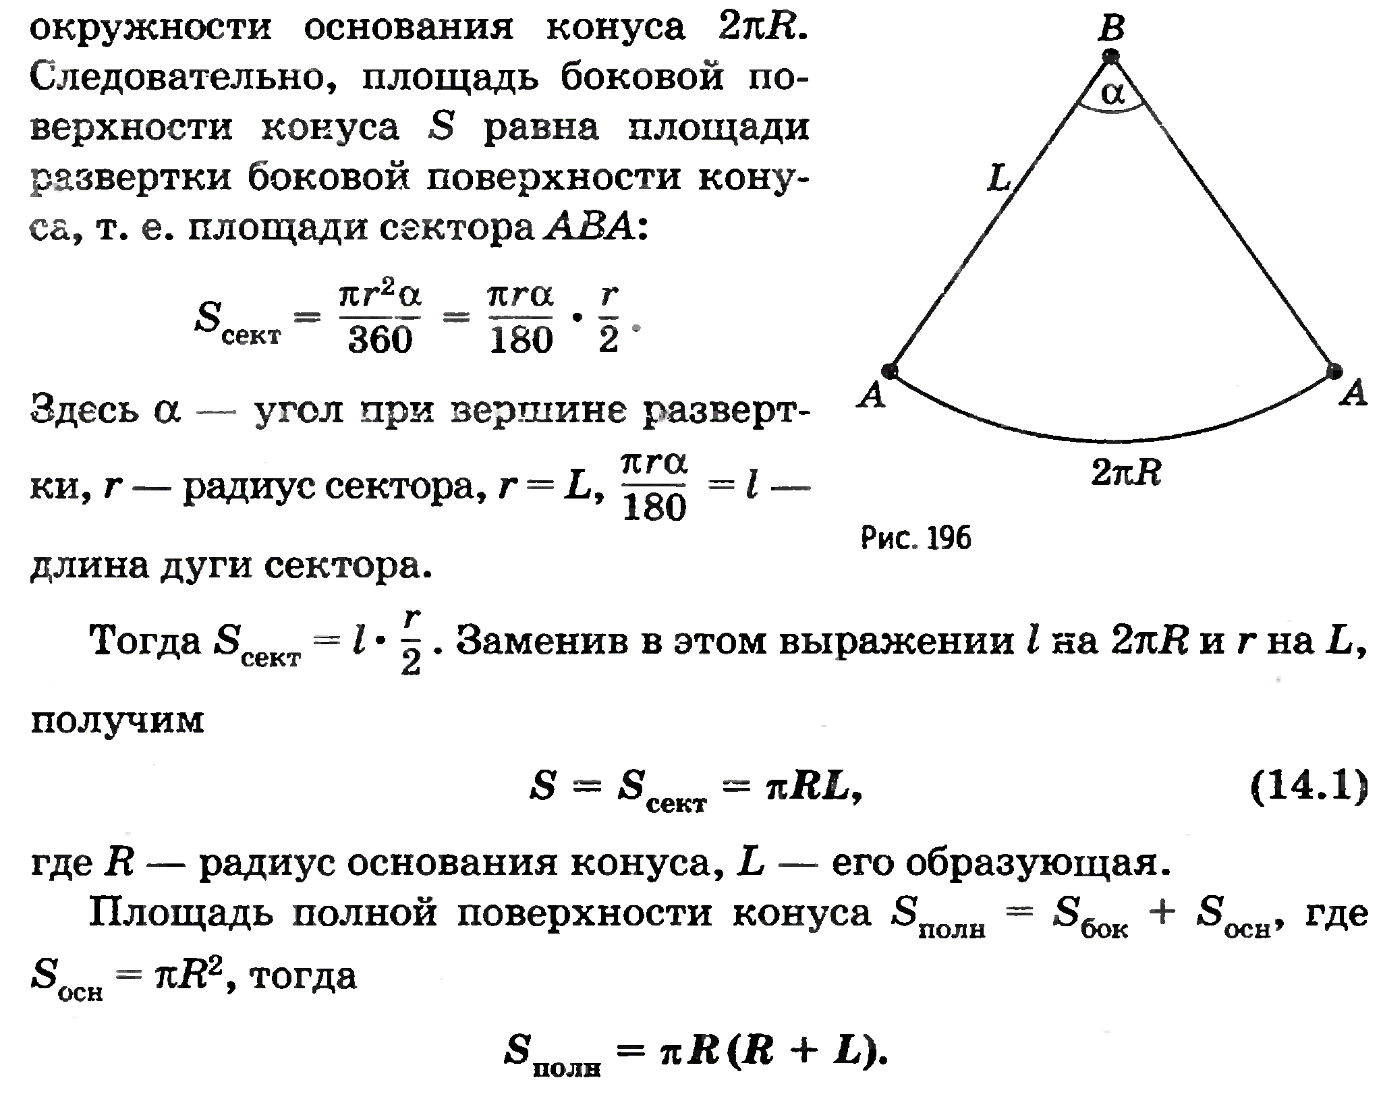 окружности основания конуса 2πR.
Следовательно, площадь боковой по-
верхности конуса S равна площади
развертки боковой поверхности кону-
са, т. е. площади сектора ABA:
S_сект = πr²α/360 = πrα/180 · r/2 .
Здесь α — угол при вершине разверт-
ки, r — радиус сектора, r = L, πrα/180 = l —
длина дуги сектора.
B
α
L
A
A
2πR
Рис. 196
Тогда S_сект = l · r/2 . Заменив в этом выражении l на 2πR и r на L,
получим
S = S_сект = πRL, (14.1)
где R — радиус основания конуса, L — его образующая.
Площадь полной поверхности конуса S_полн = S_бок + S_осн, где
S_осн = πR², тогда
S_полн = πR(R + L).